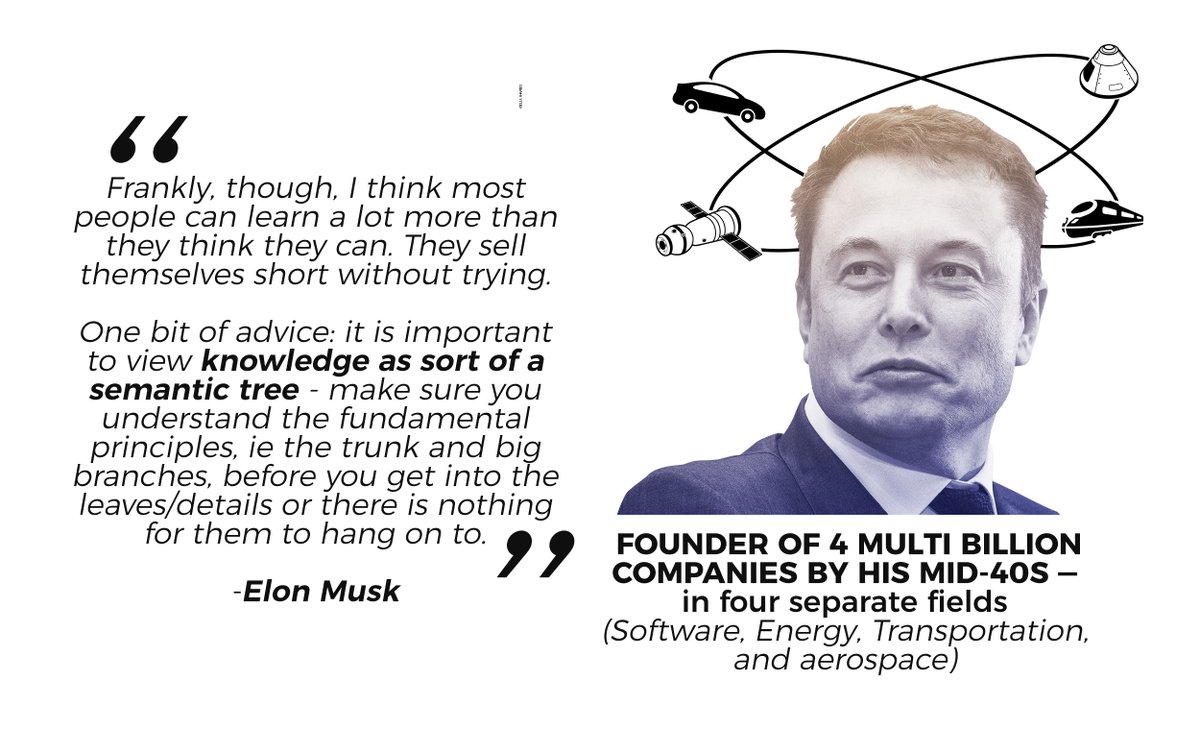 “
Frankly, though, I think most
people can learn a lot more than
they think they can. They sell
themselves short without trying.
One bit of advice: it is important
to view knowledge as sort of a
semantic tree - make sure you
understand the fundamental
principles, ie the trunk and big
branches, before you get into the
leaves/details or there is nothing
for them to hang on to.
”
-Elon Musk
FOUNDER OF 4 MULTI BILLION
COMPANIES BY HIS MID-40S —
in four separate fields
(Software, Energy, Transportation,
and aerospace)